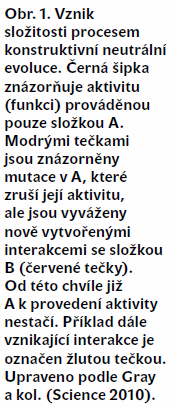 Obr. 1. Vznik
složitosti procesem
konstruktivní neutrální
evoluce. Černá šipka
znázorňuje aktivitu
(funkci) prováděnou
pouze složkou A.
Modrými tečkami
jsou znázorněny
mutace v A, které
zruší její aktivitu,
ale jsou vyváženy
nově vytvořenými
interakcemi se složkou
B (červené tečky).
Od této chvíle již
A k provedení aktivity
nestačí. Příklad dále
vznikající interakce je
označen žlutou tečkou.
Upraveno podle Gray
a kol. (Science 2010).